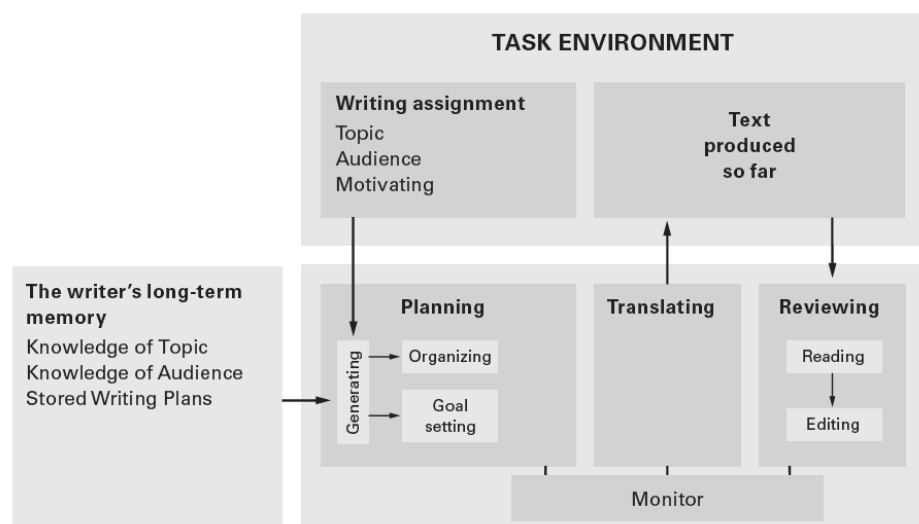 TASK ENVIRONMENT
Writing assignment
Topic
Audience
Motivating
Text
produced
so far
The writer's long-term
memory
Knowledge of Topic
Knowledge of Audience
Stored Writing Plans
Planning
Generating
Organizing
Goal
setting
Translating
Reviewing
Reading
Editing
Monitor